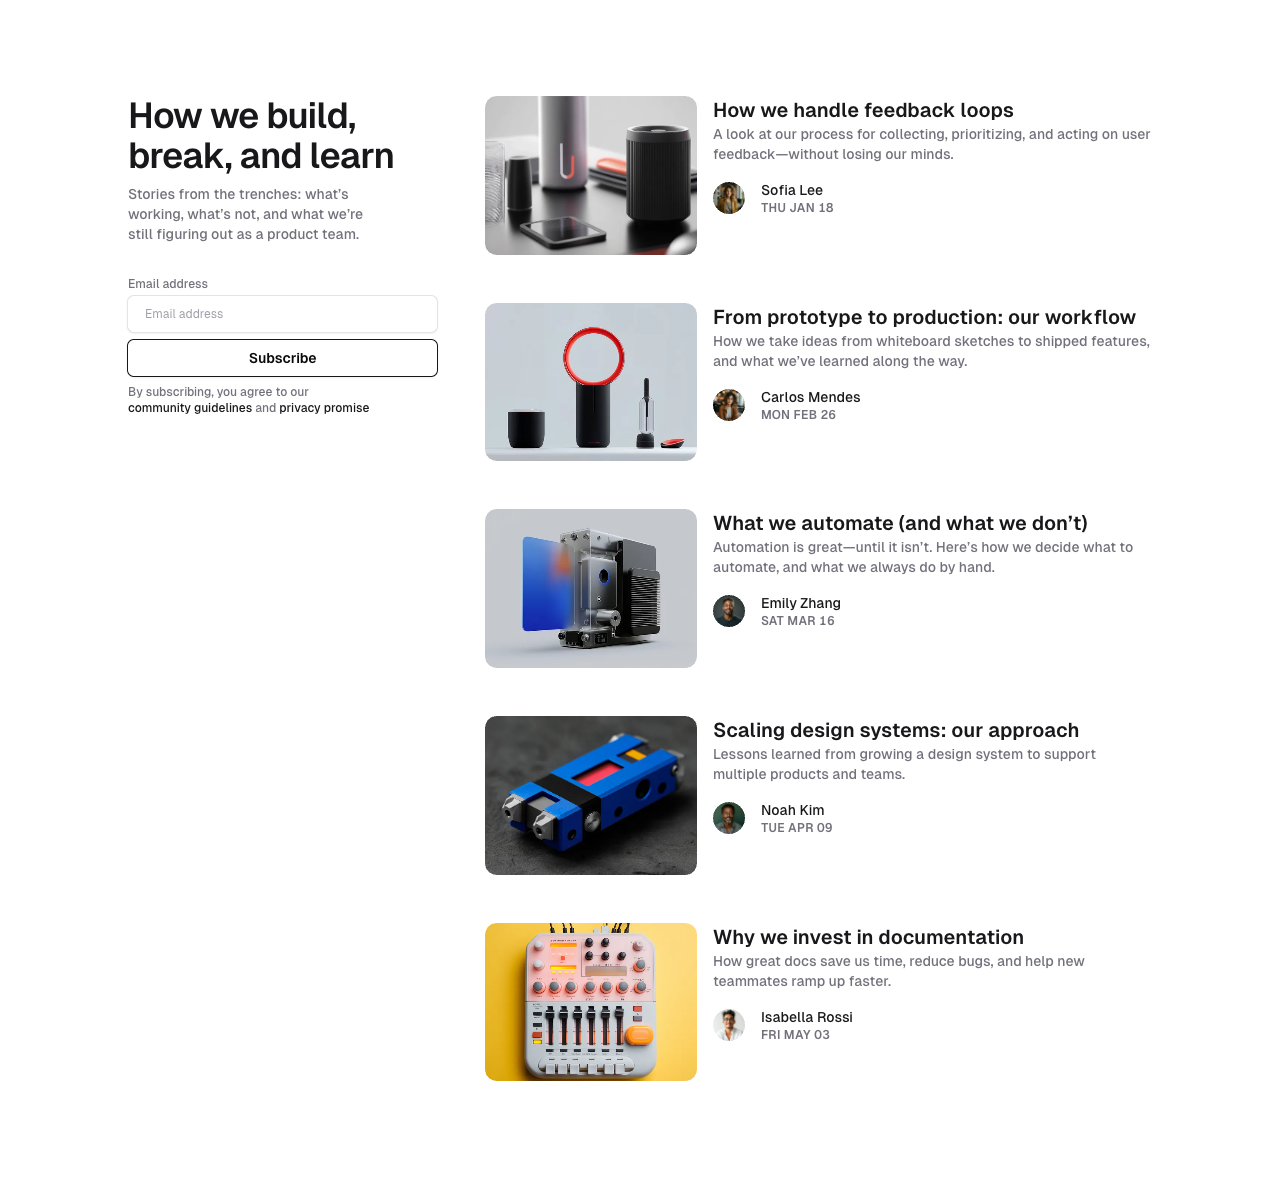 How we build,
break, and learn
Stories from the trenches: what’s
working, what’s not, and what we’re
still figuring out as a product team.
Email address
Email address
Subscribe
By subscribing, you agree to our
community guidelines and privacy promise
How we handle feedback loops
A look at our process for collecting, prioritizing, and acting on user
feedback—without losing our minds.
Sofia Lee
THU JAN 18
From prototype to production: our workflow
How we take ideas from whiteboard sketches to shipped features,
and what we’ve learned along the way.
Carlos Mendes
MON FEB 26
What we automate (and what we don’t)
Automation is great—until it isn’t. Here’s how we decide what to
automate, and what we always do by hand.
Emily Zhang
SAT MAR 16
Scaling design systems: our approach
Lessons learned from growing a design system to support
multiple products and teams.
Noah Kim
TUE APR 09
Why we invest in documentation
How great docs save us time, reduce bugs, and help new
teammates ramp up faster.
Isabella Rossi
FRI MAY 03